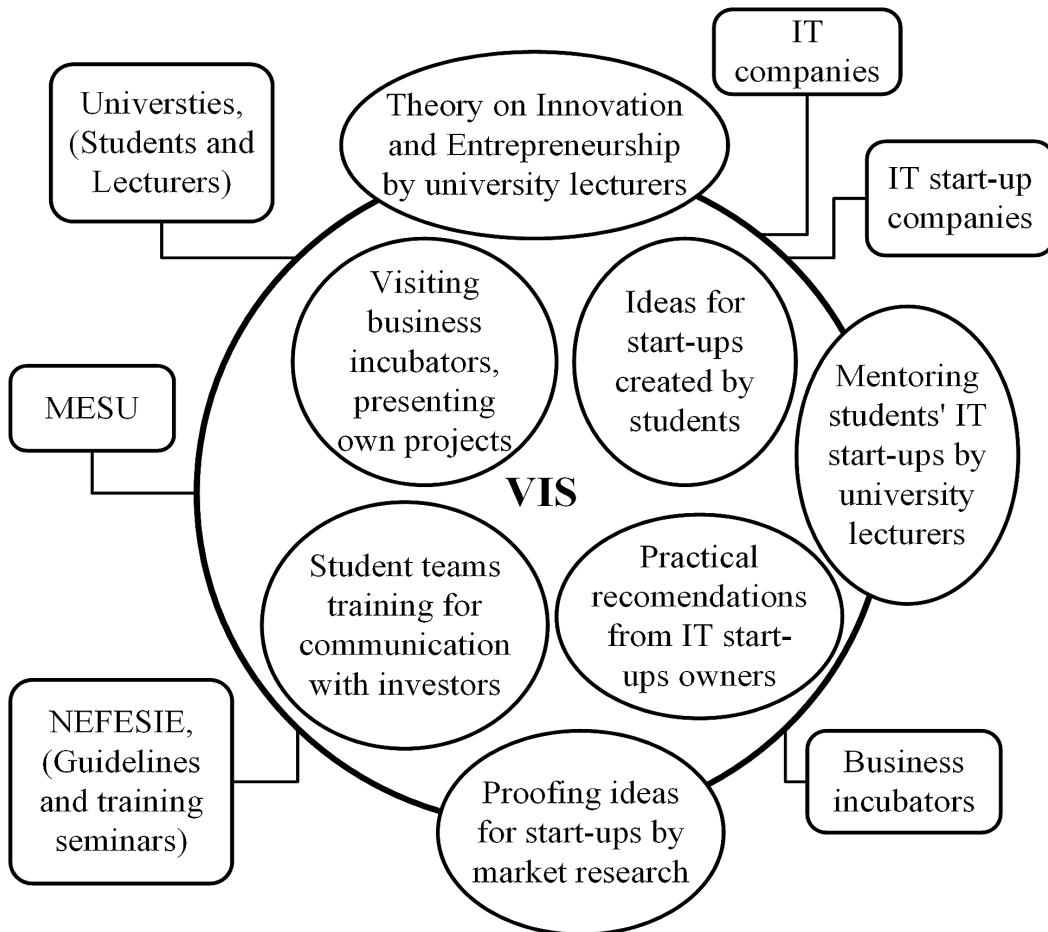 IT
companies
Universties,
(Students and
Lecturers)
Theory on Innovation
and Entrepreneurship
by university lecturers
IT start-up
companies
Visiting
business
incubators,
presenting
own projects
Ideas for
start-ups
created by
students
Mentoring
students' IT
start-ups by
university
lecturers
MESU
VIS
Student teams
training for
communication
with investors
Practical
recomendations
from IT start-
ups owners
NEFESIE,
(Guidelines
and training
seminars)
Proofing ideas
for start-ups by
market research
Business
incubators